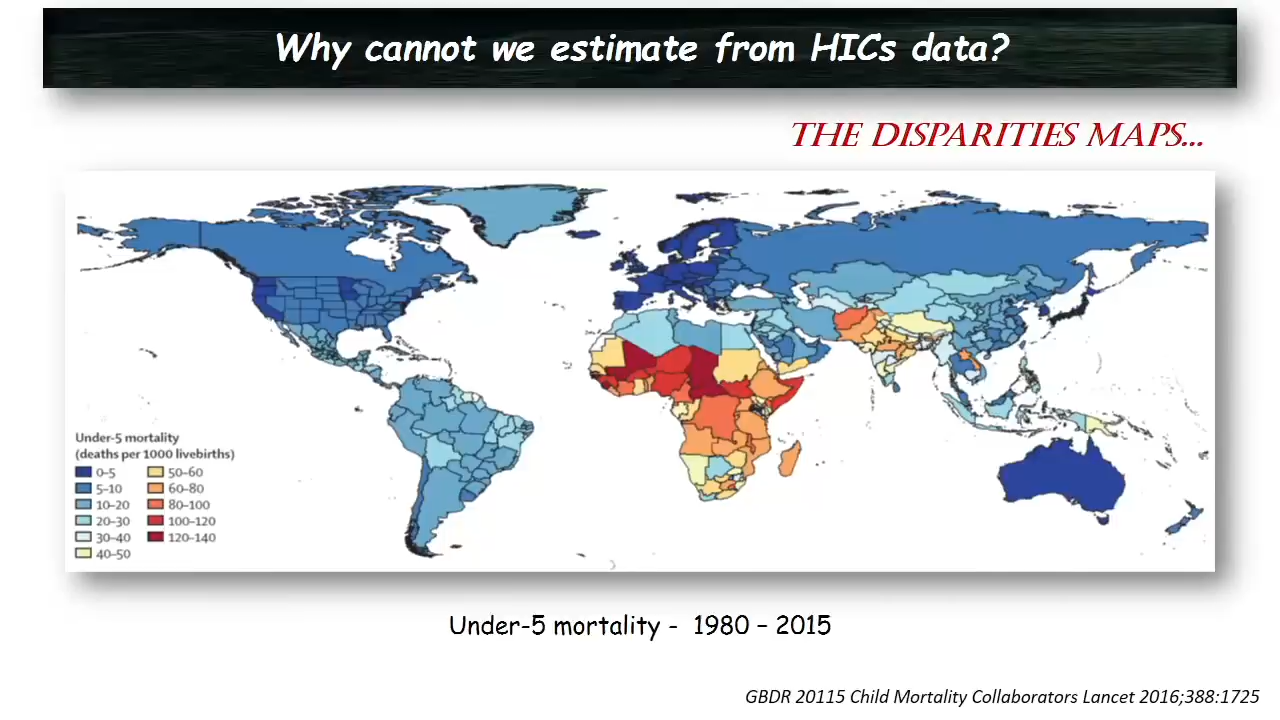 Why cannot we estimate from HICs data?
THE DISPARITIES MAPS...
Under-5 mortality
(deaths per 1000 livebirths)
0–5
5–10
10–20
20–30
30–40
40–50
50–60
60–80
80–100
100–120
120–140
Under-5 mortality - 1980 – 2015
GBDR 20115 Child Mortality Collaborators Lancet 2016;388:1725